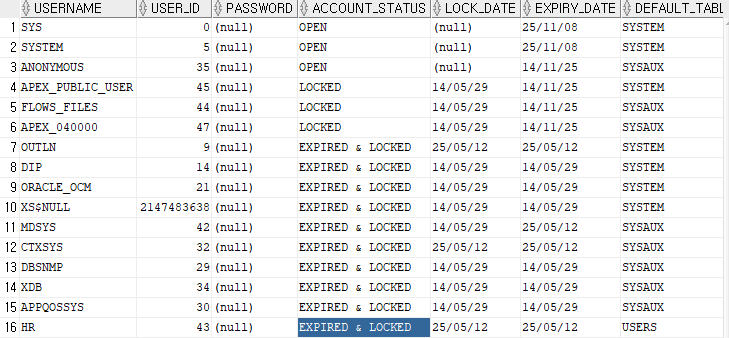 USERNAME USER_ID PASSWORD ACCOUNT_STATUS LOCK_DATE EXPIRY_DATE DEFAULT_TABL
1 SYS 0 (null) OPEN (null) 25/11/08 SYSTEM
2 SYSTEM 5 (null) OPEN (null) 25/11/08 SYSTEM
3 ANONYMOUS 35 (null) OPEN (null) 14/11/25 SYSAUX
4 APEX_PUBLIC_USER 45 (null) LOCKED 14/05/29 14/11/25 SYSTEM
5 FLOWS_FILES 44 (null) LOCKED 14/05/29 14/11/25 SYSAUX
6 APEX_040000 47 (null) LOCKED 14/05/29 14/11/25 SYSAUX
7 OUTLN 9 (null) EXPIRED & LOCKED 25/05/12 25/05/12 SYSTEM
8 DIP 14 (null) EXPIRED & LOCKED 14/05/29 14/05/29 SYSTEM
9 ORACLE_OCM 21 (null) EXPIRED & LOCKED 14/05/29 14/05/29 SYSTEM
10 XS$NULL 2147483638 (null) EXPIRED & LOCKED 14/05/29 14/05/29 SYSTEM
11 MDSYS 42 (null) EXPIRED & LOCKED 14/05/29 25/05/12 SYSAUX
12 CTXSYS 32 (null) EXPIRED & LOCKED 25/05/12 25/05/12 SYSAUX
13 DBSNMP 29 (null) EXPIRED & LOCKED 14/05/29 14/05/29 SYSAUX
14 XDB 34 (null) EXPIRED & LOCKED 14/05/29 14/05/29 SYSAUX
15 APPQOSSYS 30 (null) EXPIRED & LOCKED 14/05/29 14/05/29 SYSAUX
16 HR 43 (null) EXPIRED & LOCKED 25/05/12 25/05/12 USERS